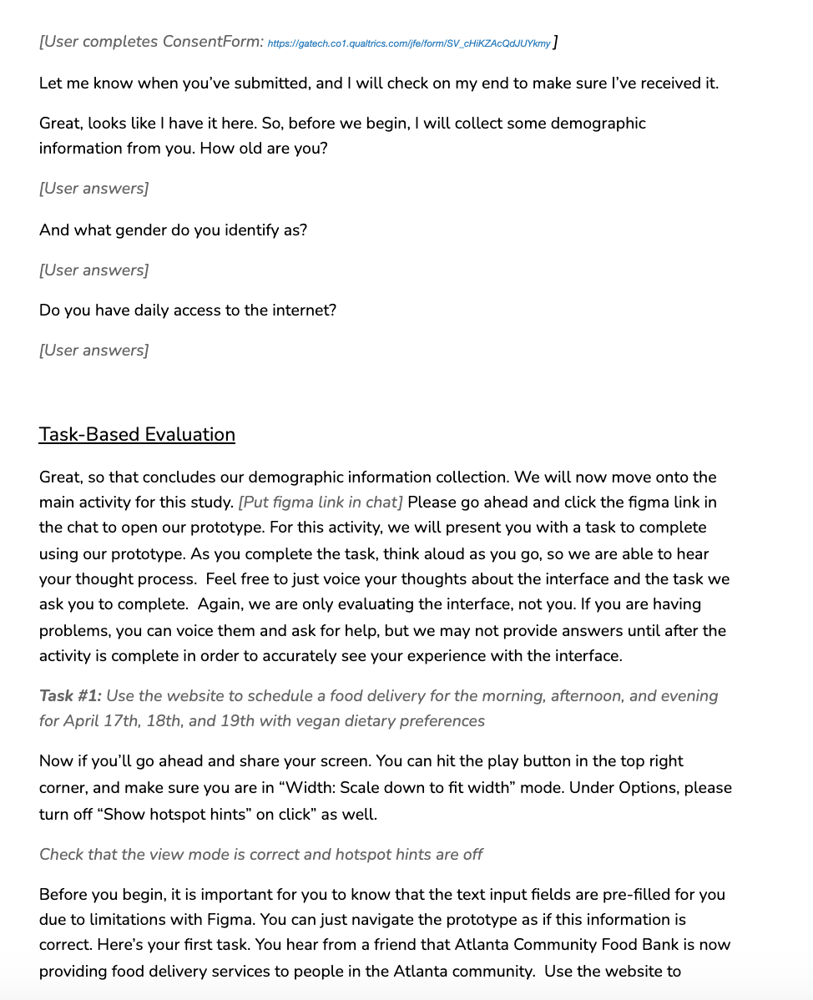 [User completes ConsentForm: https://gatech.co1.qualtrics.com/jfe/form/SV_cHiKZAcQdJUYkmy]
Let me know when you've submitted, and I will check on my end to make sure I've received it.
Great, looks like I have it here. So, before we begin, I will collect some demographic
information from you. How old are you?
[User answers]
And what gender do you identify as?
[User answers]
Do you have daily access to the internet?
[User answers]
Task-Based Evaluation
Great, so that concludes our demographic information collection. We will now move onto the
main activity for this study. [Put figma link in chat] Please go ahead and click the figma link in
the chat to open our prototype. For this activity, we will present you with a task to complete
using our prototype. As you complete the task, think aloud as you go, so we are able to hear
your thought process.  Feel free to just voice your thoughts about the interface and the task we
ask you to complete.  Again, we are only evaluating the interface, not you. If you are having
problems, you can voice them and ask for help, but we may not provide answers until after the
activity is complete in order to accurately see your experience with the interface.
Task #1: Use the website to schedule a food delivery for the morning, afternoon, and evening
for April 17th, 18th, and 19th with vegan dietary preferences
Now if you'll go ahead and share your screen. You can hit the play button in the top right
corner, and make sure you are in “Width: Scale down to fit width” mode. Under Options, please
turn off “Show hotspot hints” on click” as well.
Check that the view mode is correct and hotspot hints are off
Before you begin, it is important for you to know that the text input fields are pre-filled for you
due to limitations with Figma. You can just navigate the prototype as if this information is
correct. Here's your first task. You hear from a friend that Atlanta Community Food Bank is now
providing food delivery services to people in the Atlanta community.  Use the website to